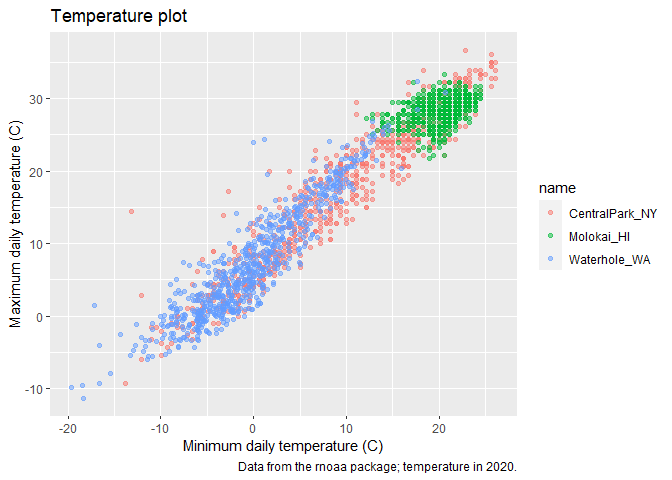 Temperature plot
Maximum daily temperature (C)
30
20
10
0
-10
-20
-10
0
10
20
Minimum daily temperature (C)
name
CentralPark_NY
Molokai_HI
Waterhole_WA
Data from the rnoaa package; temperature in 2020.